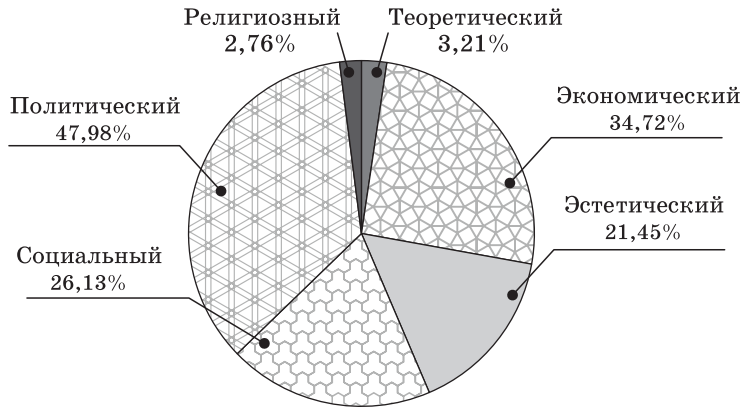 Религиозный
2,76%
Теоретический
3,21%
Экономический
34,72%
Эстетический
21,45%
Социальный
26,13%
Политический
47,98%